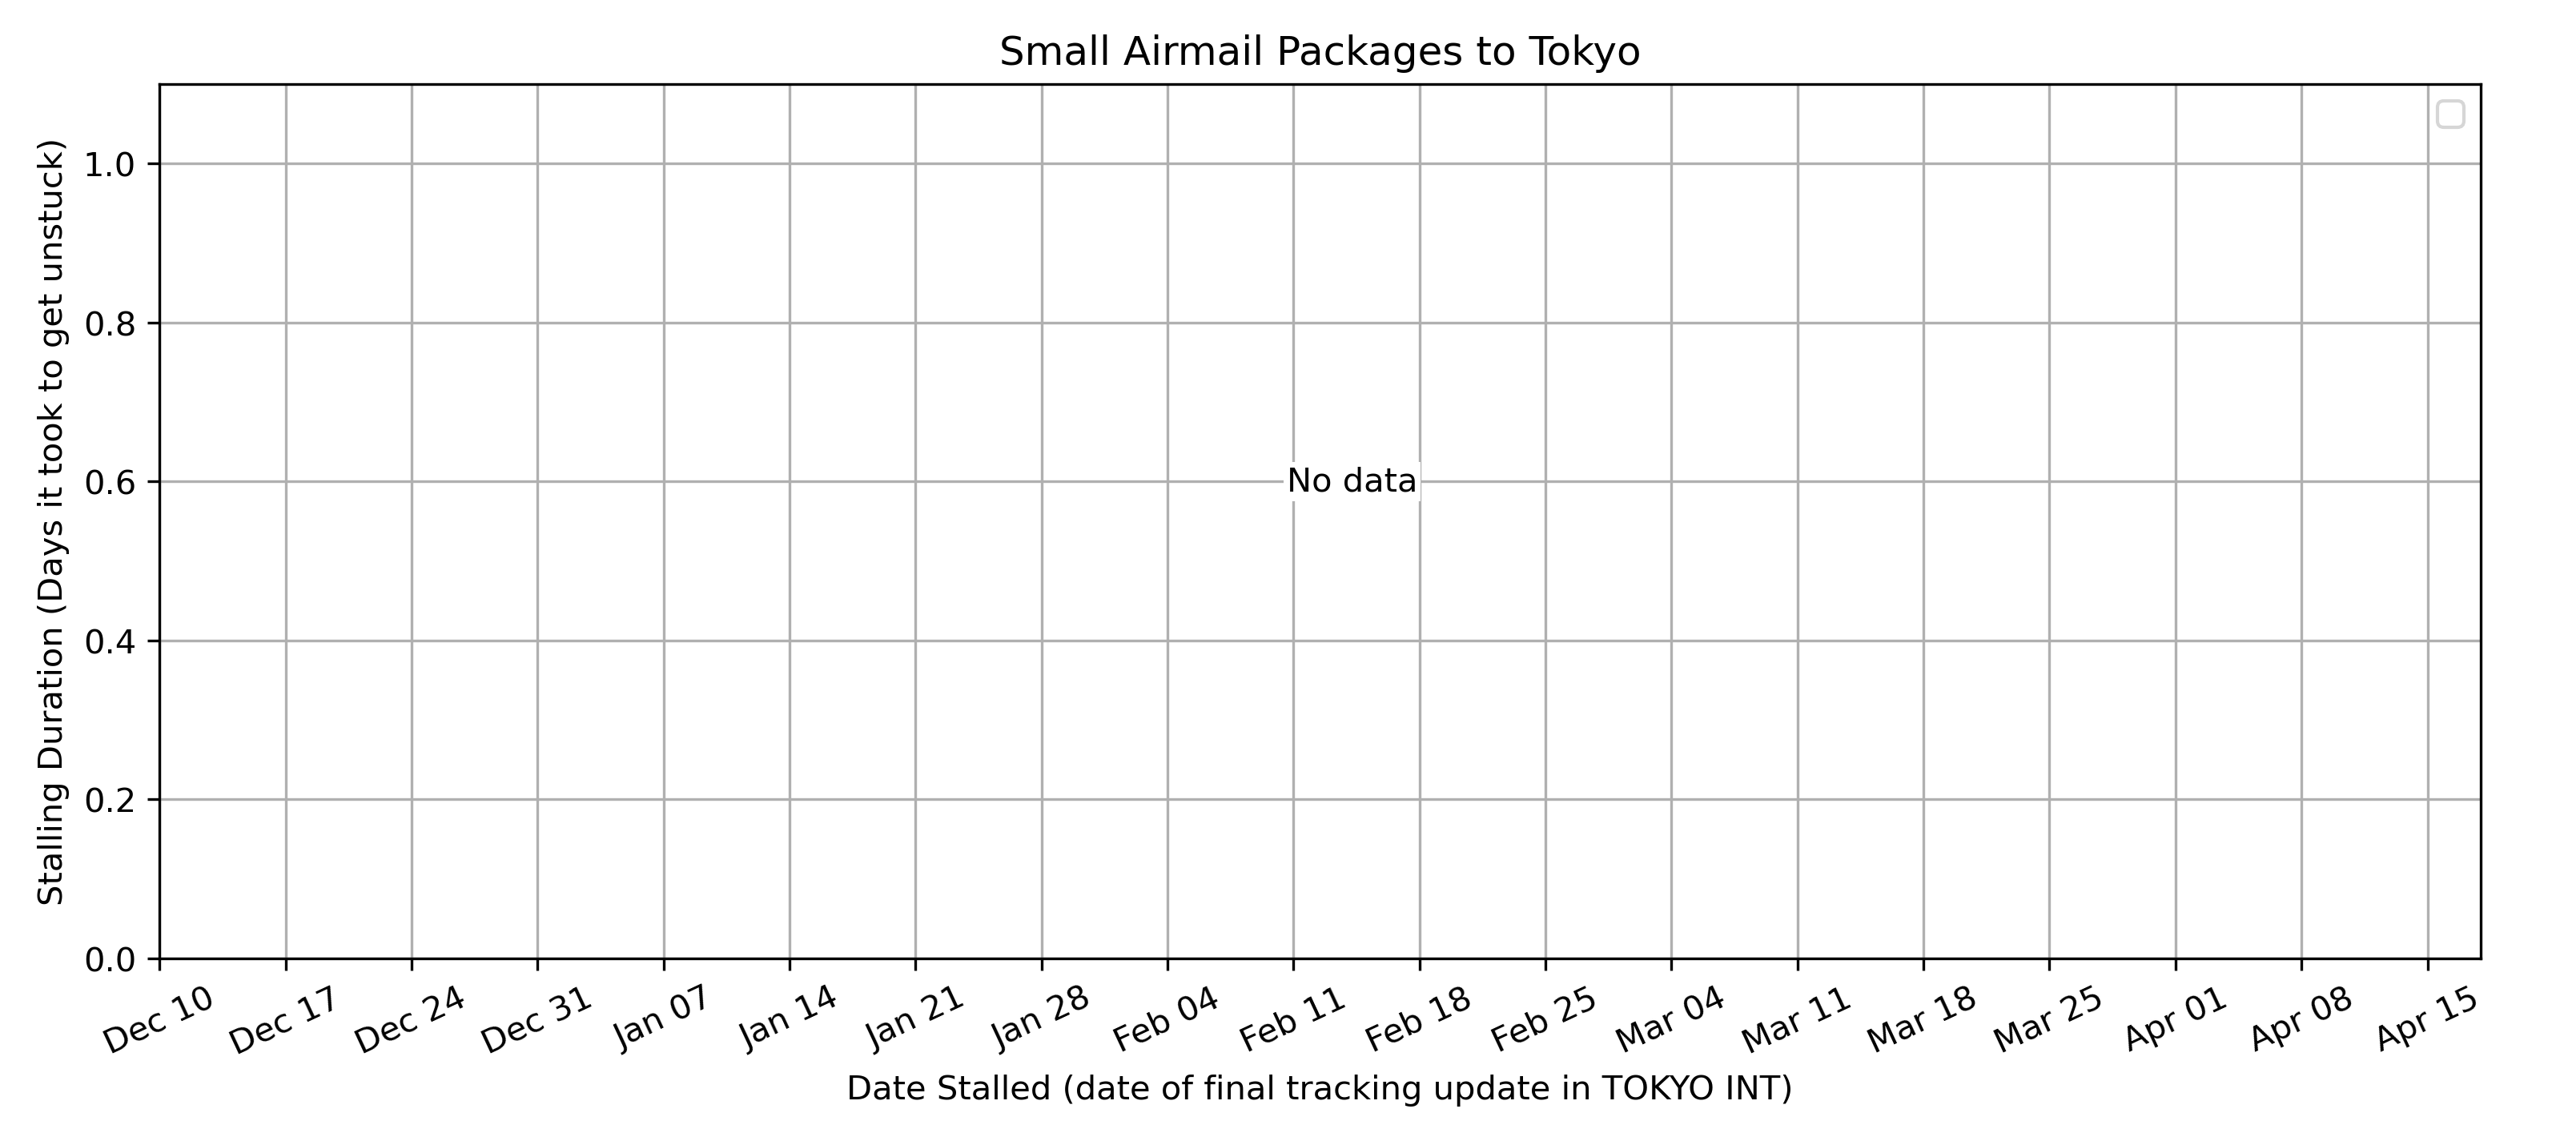 Small Airmail Packages to Tokyo
Stalling Duration (Days it took to get unstuck)
1.0
0.8
0.6
0.4
0.2
0.0
No data
Dec 10 Dec 17 Dec 24 Dec 31 Jan 07 Jan 14 Jan 21 Jan 28 Feb 04 Feb 11 Feb 18 Feb 25 Mar 04 Mar 11 Mar 18 Mar 25 Apr 01 Apr 08 Apr 15
Date Stalled (date of final tracking update in TOKYO INT)